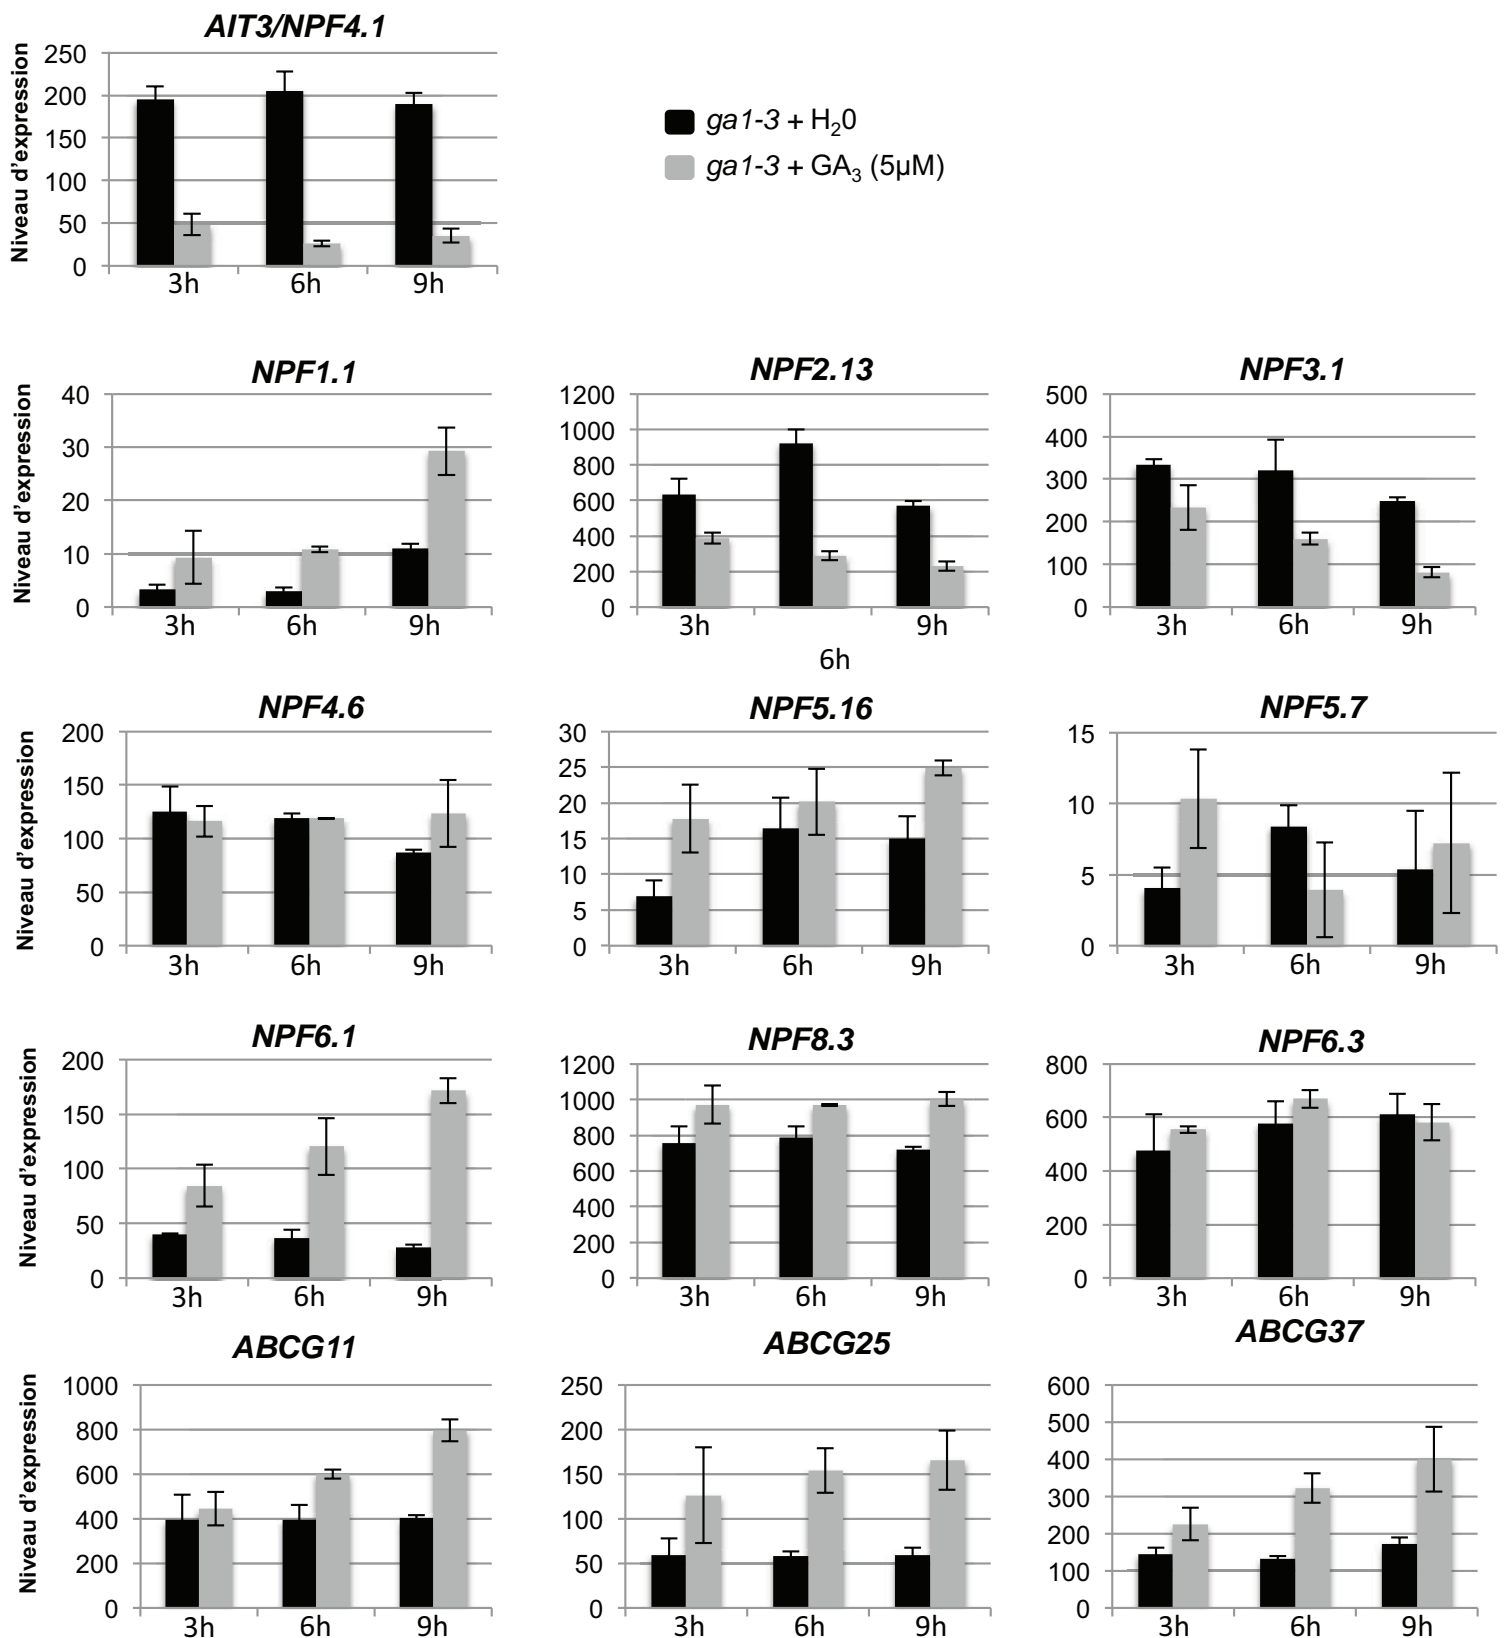 AIT3/NPF4.1
Niveau d'expression
250
200
150
100
50
0
3h 6h 9h
ga1-3 + H₂0
ga1-3 + GA₃ (5µM)
NPF1.1
Niveau d'expression
40
30
20
10
0
3h 6h 9h
NPF2.13
1200
1000
800
600
400
200
0
3h 9h
6h
NPF3.1
500
400
300
200
100
0
3h 6h 9h
NPF4.6
Niveau d'expression
200
150
100
50
0
3h 6h 9h
NPF5.16
30
25
20
15
10
5
0
3h 6h 9h
NPF5.7
15
10
5
0
3h 6h 9h
NPF6.1
Niveau d'expression
200
150
100
50
0
3h 6h 9h
NPF8.3
1200
1000
800
600
400
200
0
3h 6h 9h
NPF6.3
800
600
400
200
0
3h 6h 9h
ABCG11
Niveau d'expression
1000
800
600
400
200
0
3h 6h 9h
ABCG25
250
200
150
100
50
0
3h 6h 9h
ABCG37
600
500
400
300
200
100
0
3h 6h 9h